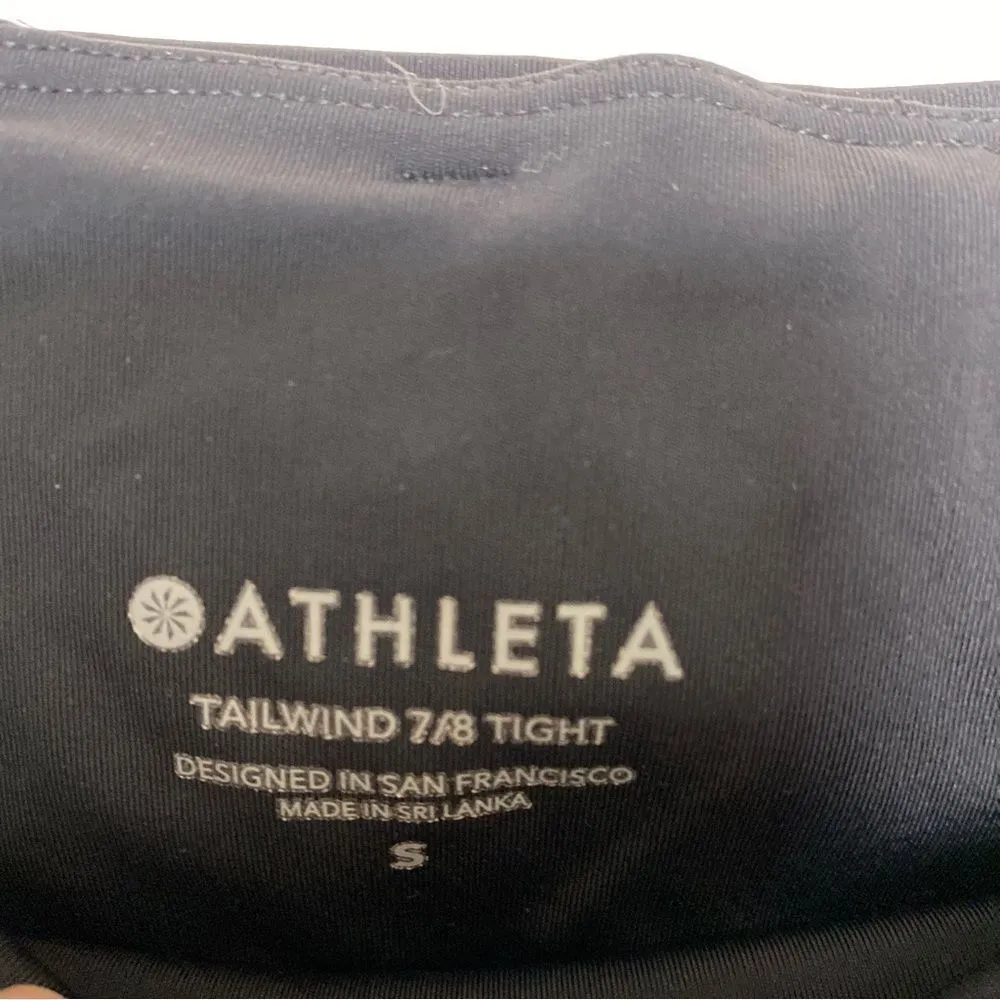 ATHLETA
TAILWIND 7/8 TIGHT
DESIGNED IN SAN FRANCISCO
MADE IN SRI LANKA
S